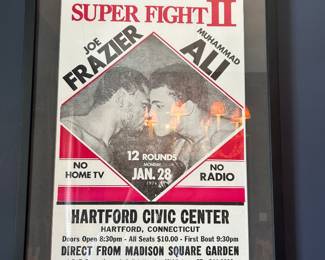 SUPER FIGHT II
JOE
FRAZIER
MUHAMMAD
ALI
12 ROUNDS
MONDAY
JAN. 28
1974
NO
HOME TV
NO
RADIO
HARTFORD CIVIC CENTER
HARTFORD, CONNECTICUT
Doors Open 8:30pm - All Seats $10.00 - First Bout 9:30pm
DIRECT FROM MADISON SQUARE GARDEN